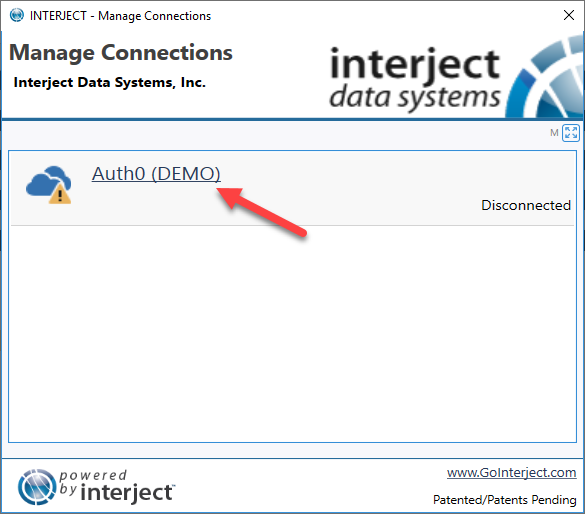 INTERJECT - Manage Connections
Manage Connections
Interject Data Systems, Inc.
interject
data systems
M
Auth0 (DEMO)
Disconnected
powered
by interject™
www.GoInterject.com
Patented/Patents Pending